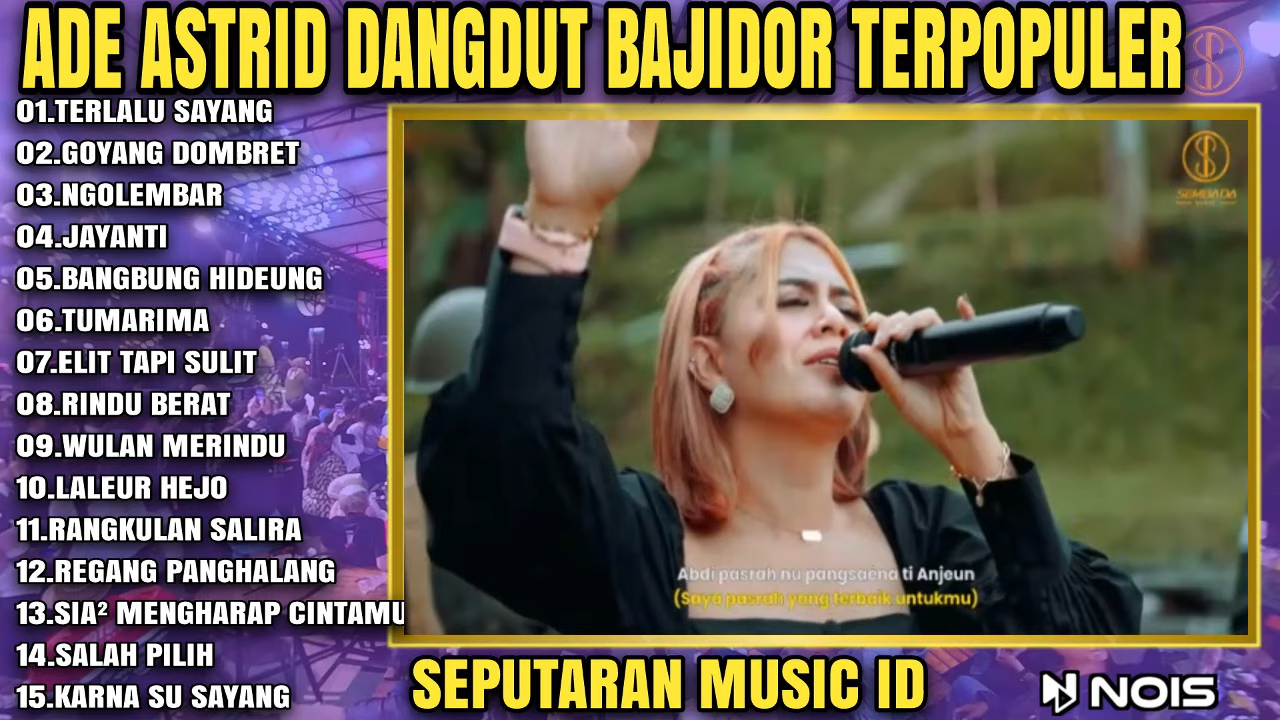 ADE ASTRID DANGDUT BAJIDOR TERPOPULER
01.TERLALU SAYANG
02.GOYANG DOMBRET
03.NGOLEMBAR
04.JAYANTI
05.BANGBUNG HIDEUNG
06.TUMARIMA
07.ELIT TAPI SULIT
08.RINDU BERAT
09.WULAN MERINDU
10.LALEUR HEJO
11.RANGKULAN SALIRA
12.REGANG PANGHALANG
13.SIA² MENGHARAP CINTAMU
14.SALAH PILIH
15.KARNA SU SAYANG
SEMBADA
Abdi pasrah nu pangsaena ti Anjeun
(Saya pasrah yang terbaik untukmu)
SEPUTARAN MUSIC ID
NOIS